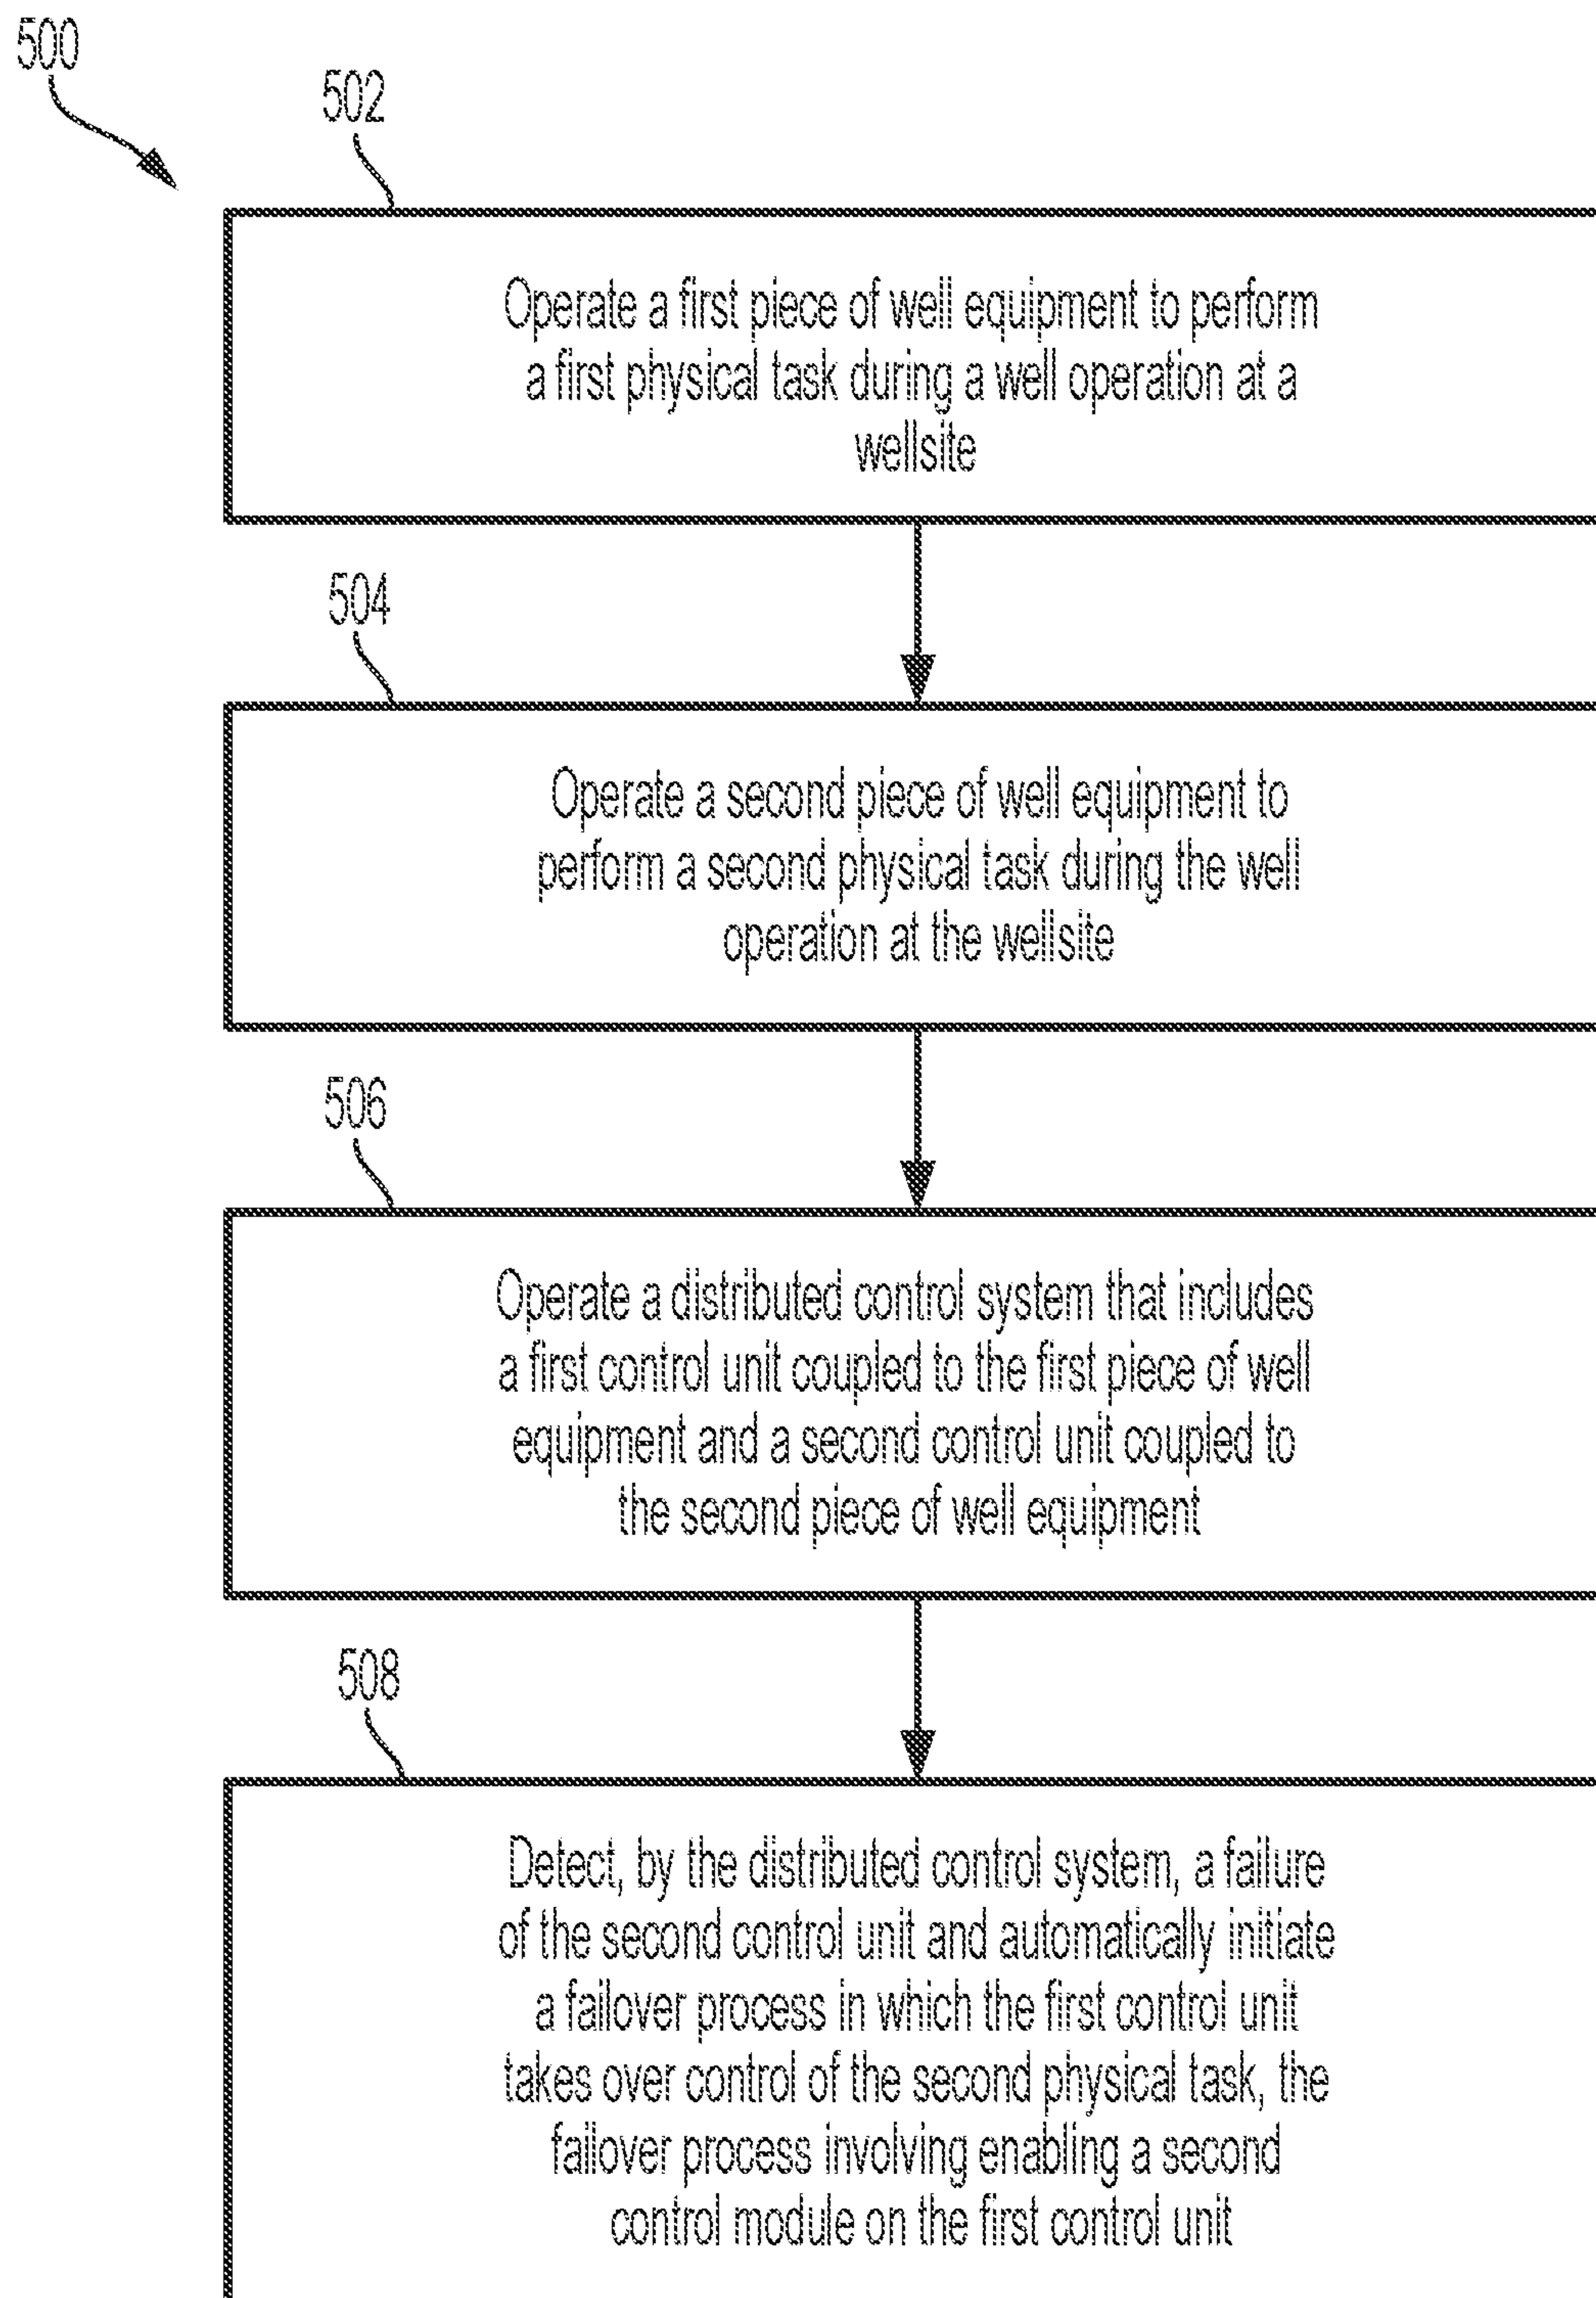 500
502
Operate a first piece of well equipment to perform
a first physical task during a well operation at a
wellsite
504
Operate a second piece of well equipment to
perform a second physical task during the well
operation at the wellsite
506
Operate a distributed control system that includes
a first control unit coupled to the first piece of well
equipment and a second control unit coupled to
the second piece of well equipment
508
Detect, by the distributed control system, a failure
of the second control unit and automatically initiate
a failover process in which the first control unit
takes over control of the second physical task, the
failover process involving enabling a second
control module on the first control unit